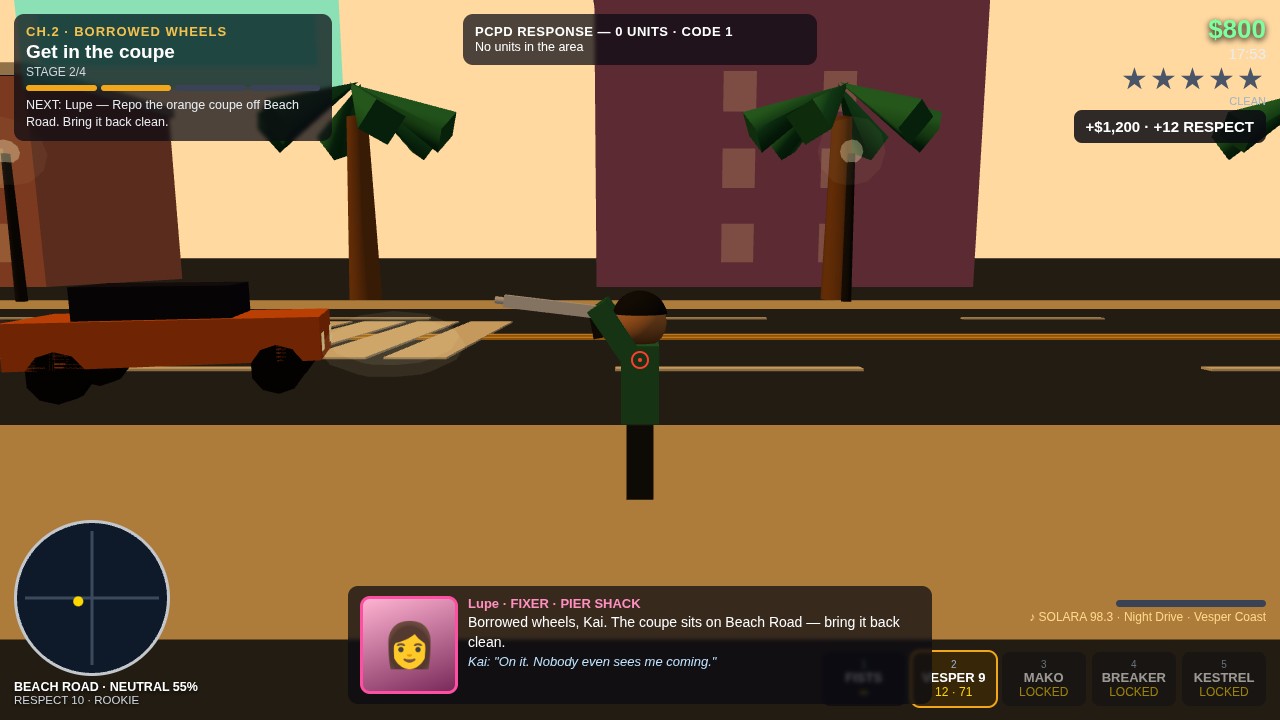 CH.2 · BORROWED WHEELS
Get in the coupe
STAGE 2/4
NEXT: Lupe — Repo the orange coupe off Beach
Road. Bring it back clean.
PCPD RESPONSE — 0 UNITS · CODE 1
No units in the area
$800
17:53
★★★★★
CLEAN
+$1,200 · +12 RESPECT
BEACH ROAD · NEUTRAL 55%
RESPECT 10 · ROOKIE
Lupe · FIXER · PIER SHACK
Borrowed wheels, Kai. The coupe sits on Beach Road — bring it back
clean.
Kai: "On it. Nobody even sees me coming."
♪ SOLARA 98.3 · Night Drive · Vesper Coast
1
FISTS
2
VESPER 9
12 · 71
3
MAKO
LOCKED
4
BREAKER
LOCKED
5
KESTREL
LOCKED